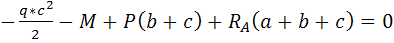 -\frac{q*c^2}{2} - M + P(b + c) + R_A(a + b + c) = 0